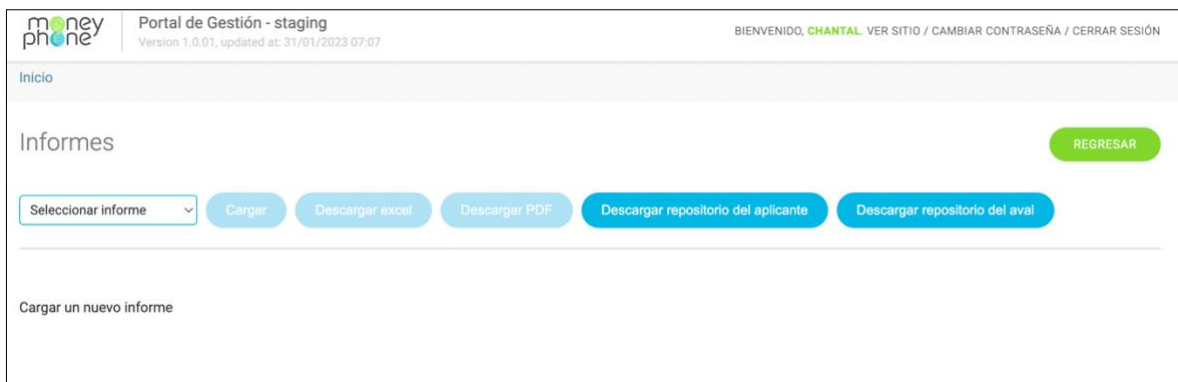 money
phone
Portal de Gestión - staging
Version 1.0.01, updated at: 31/01/2023 07:07
BIENVENIDO, CHANTAL. VER SITIO / CAMBIAR CONTRASEÑA / CERRAR SESIÓN
Inicio
Informes
REGRESAR
Seleccionar informe
Cargar
Descargar excel
Descargar PDF
Descargar repositorio del aplicante
Descargar repositorio del aval
Cargar un nuevo informe